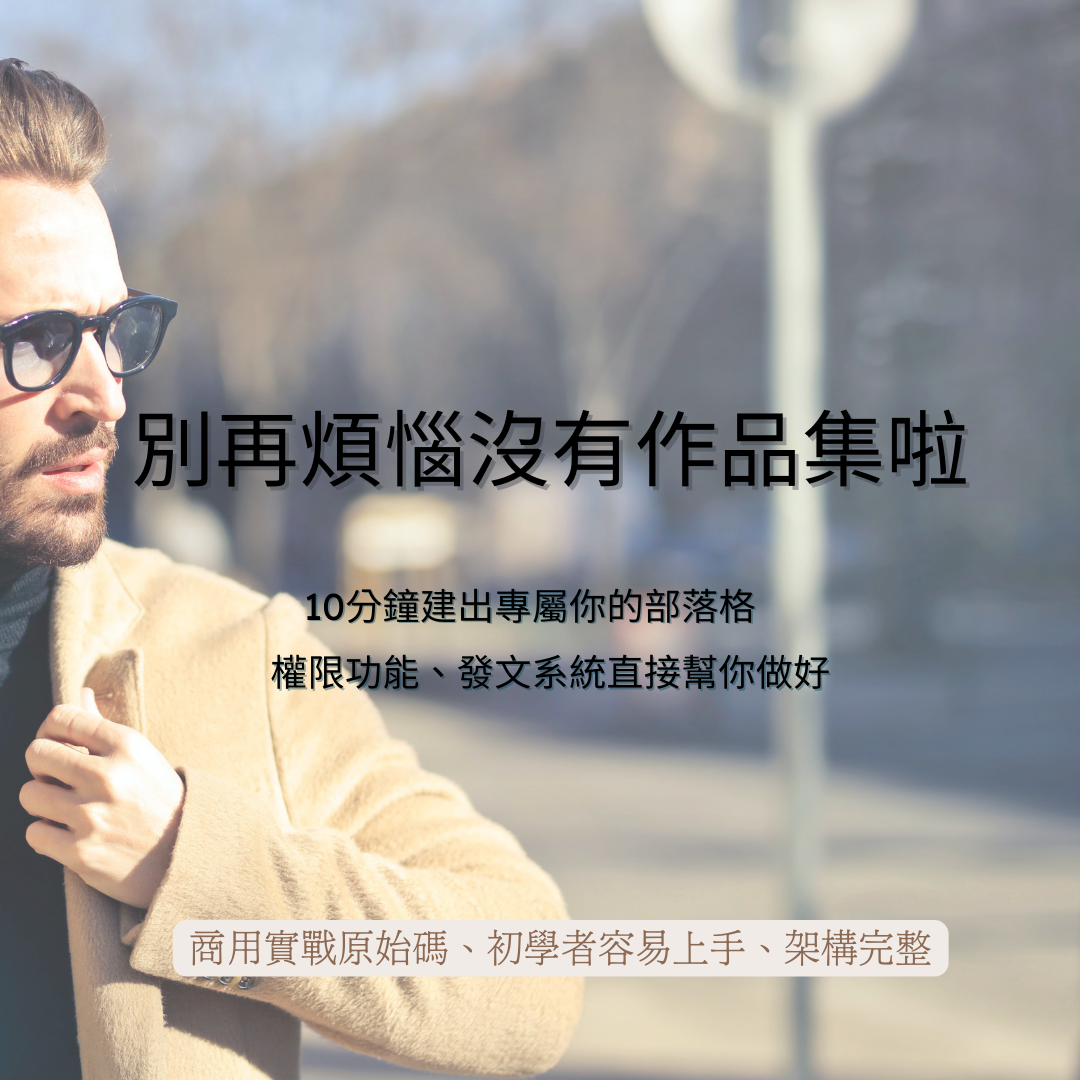 別再煩惱沒有作品集啦
10分鐘建出專屬你的部落格
權限功能、發文系統直接幫你做好
商用實戰原始碼、初學者容易上手、架構完整